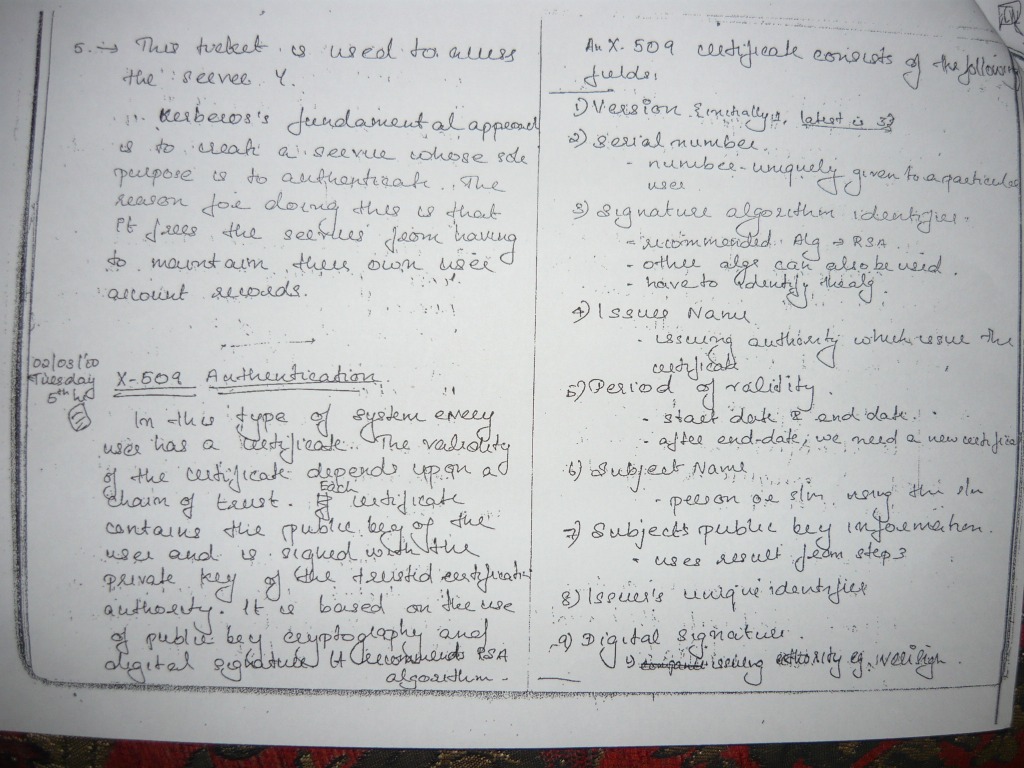 5. → This ticket is used to access
the server Y.
∴ Kerberos's fundamental approach
is to create a service whose sole
purpose is to authenticate. The
reason for doing this is that
it frees the services from having
to maintain their own user
account records.
Tuesday
5th hr
X-509 Authentication
In this type of system every
user has a certificate. The validity
of the certificate depends upon a
chain of trust. Each certificate
contains the public key of the
user and is signed with the
private key of the trusted certification
authority. It is based on the use
of public key cryptography and
digital signature It recommends RSA
algorithm.
An X-509 certificate consists of the following
fields:
1) Version {initially 1, latest is 3}
2) Serial number.
- number uniquely given to a particular
user
3) Signature algorithm identifier.
- recommended Alg → RSA
- other algs can also be used.
- have to identify the alg.
4) Issuer Name
- issuing authority which issue the
certificate
5) Period of validity
- start date & end date.
- after end-date, we need a new certificate
6) Subject Name
- person or s/m using this s/m
7) Subjects public key information.
- uses result from step 3
8) Issuer's unique identifier
9) Digital signature.
issuing authority eg. verisign.